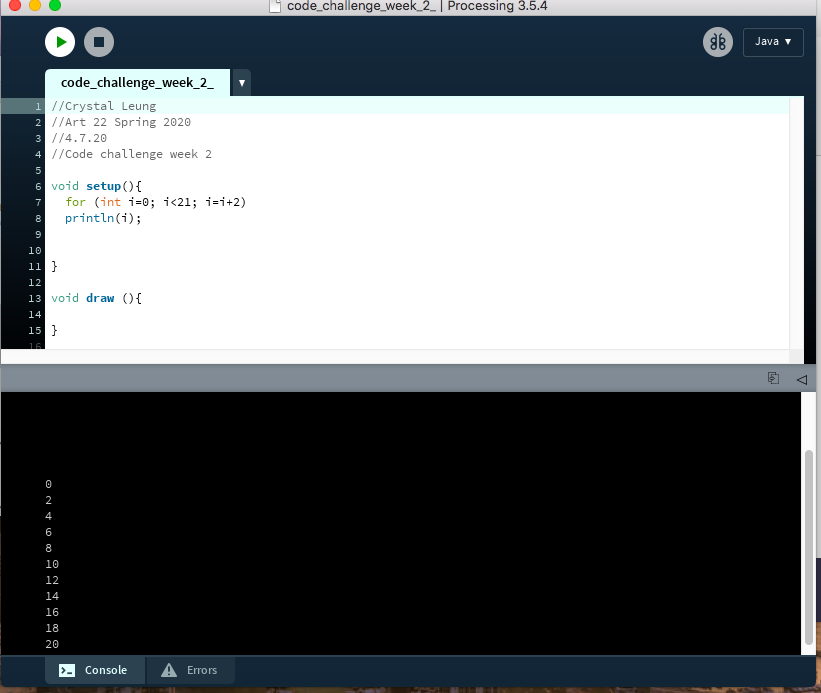 code_challenge_week_2_ | Processing 3.5.4
Java ▼
code_challenge_week_2_ ▼
1 //Crystal Leung
2 //Art 22 Spring 2020
3 //4.7.20
4 //Code challenge week 2
5
6 void setup(){
7 for (int i=0; i<21; i=i+2)
8 println(i);
9
10
11 }
12
13 void draw (){
14
15 }
16
0
2
4
6
8
10
12
14
16
18
20
Console Errors